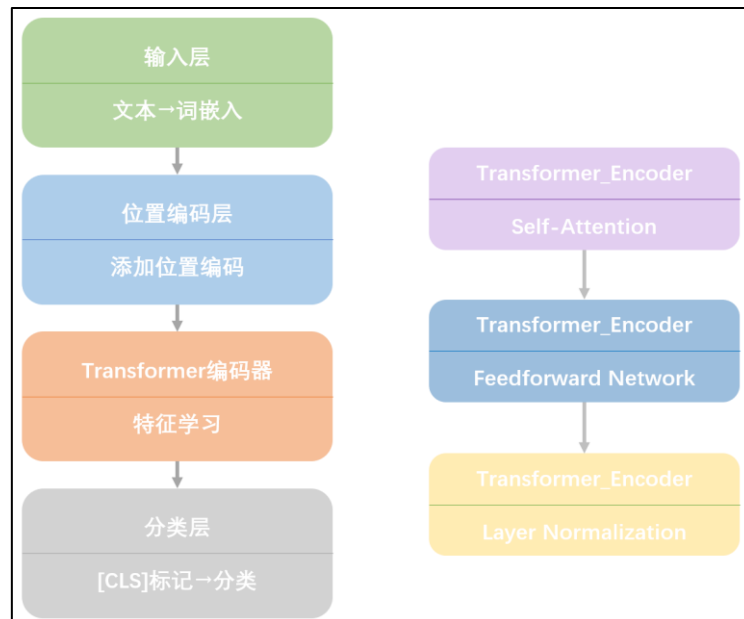 输入层
文本→词嵌入
位置编码层
添加位置编码
Transformer编码器
特征学习
分类层
[CLS]标记→分类
Transformer_Encoder
Self-Attention
Transformer_Encoder
Feedforward Network
Transformer_Encoder
Layer Normalization